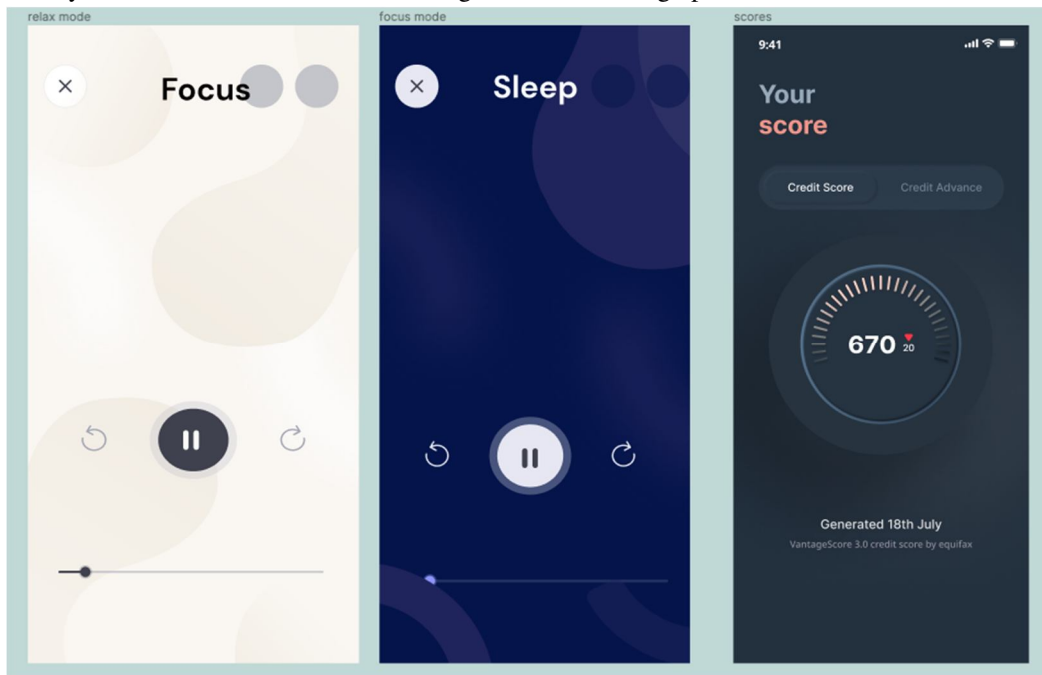 relax mode
Focus
focus mode
Sleep
scores
9:41
Your
score
Credit Score
Credit Advance
670
20
Generated 18th July
VantageScore 3.0 credit score by equifax